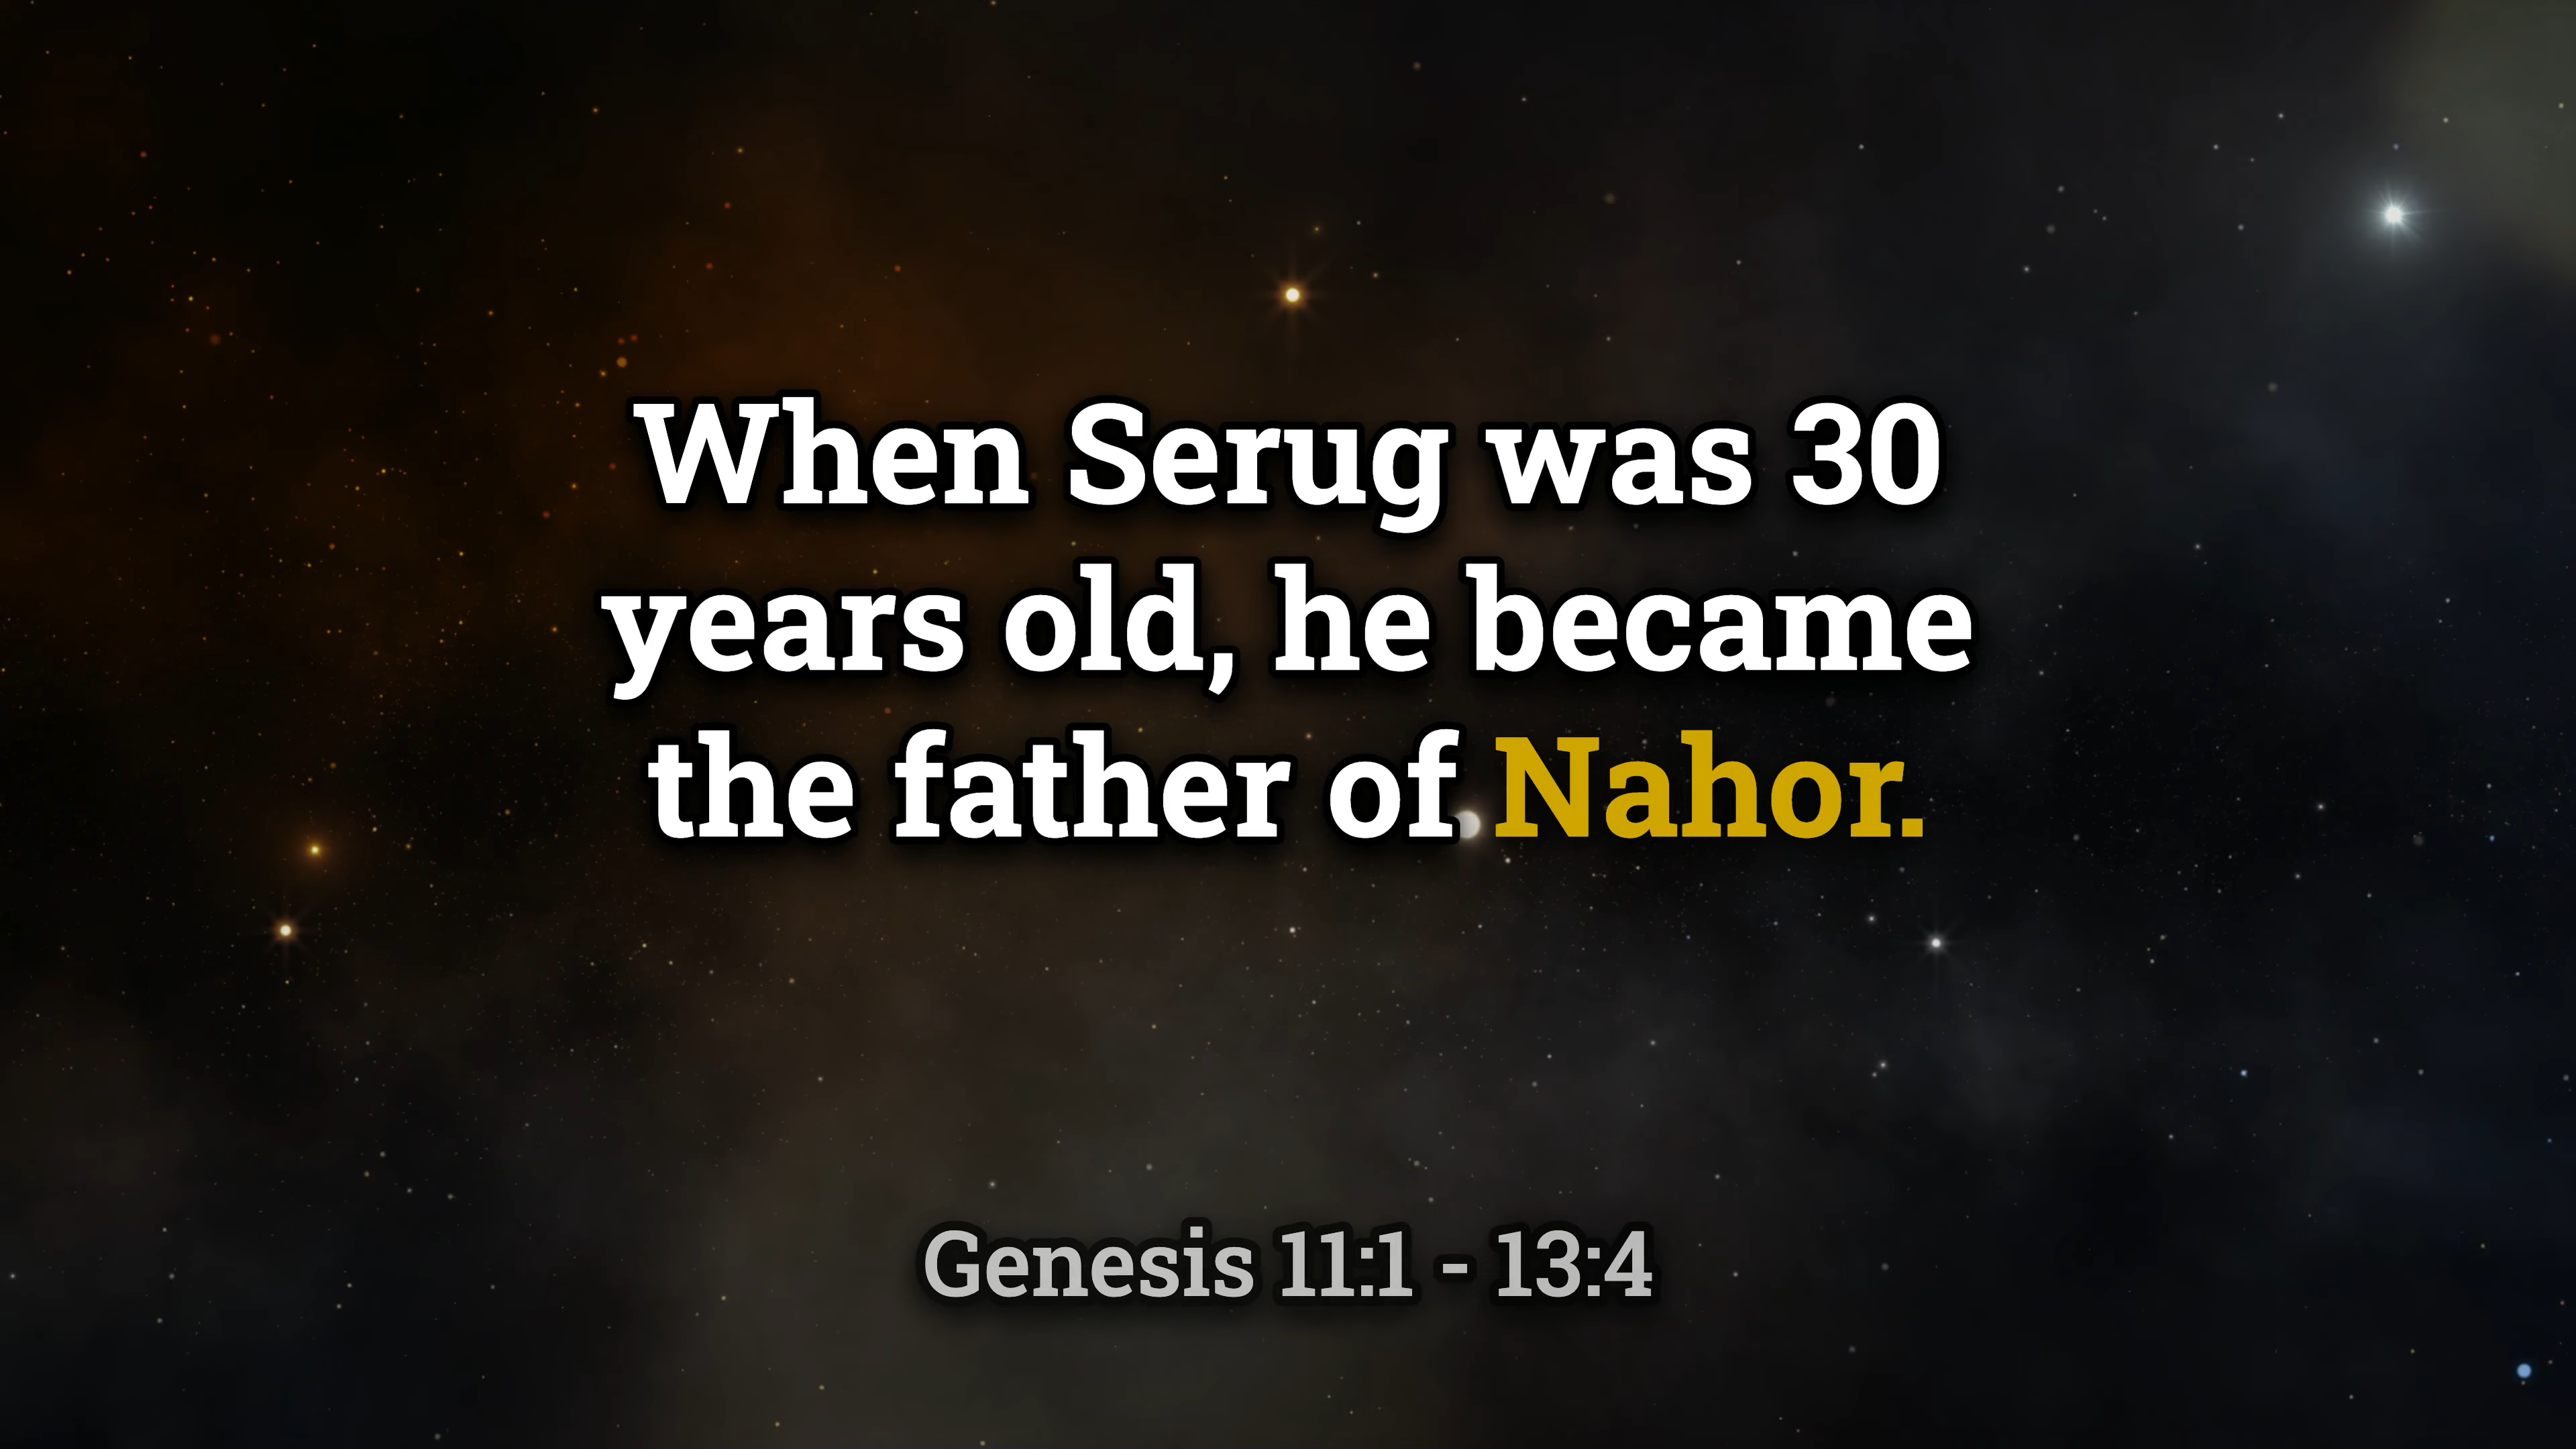 When Serug was 30
years old, he became
the father of Nahor.
Genesis 11:1 - 13:4